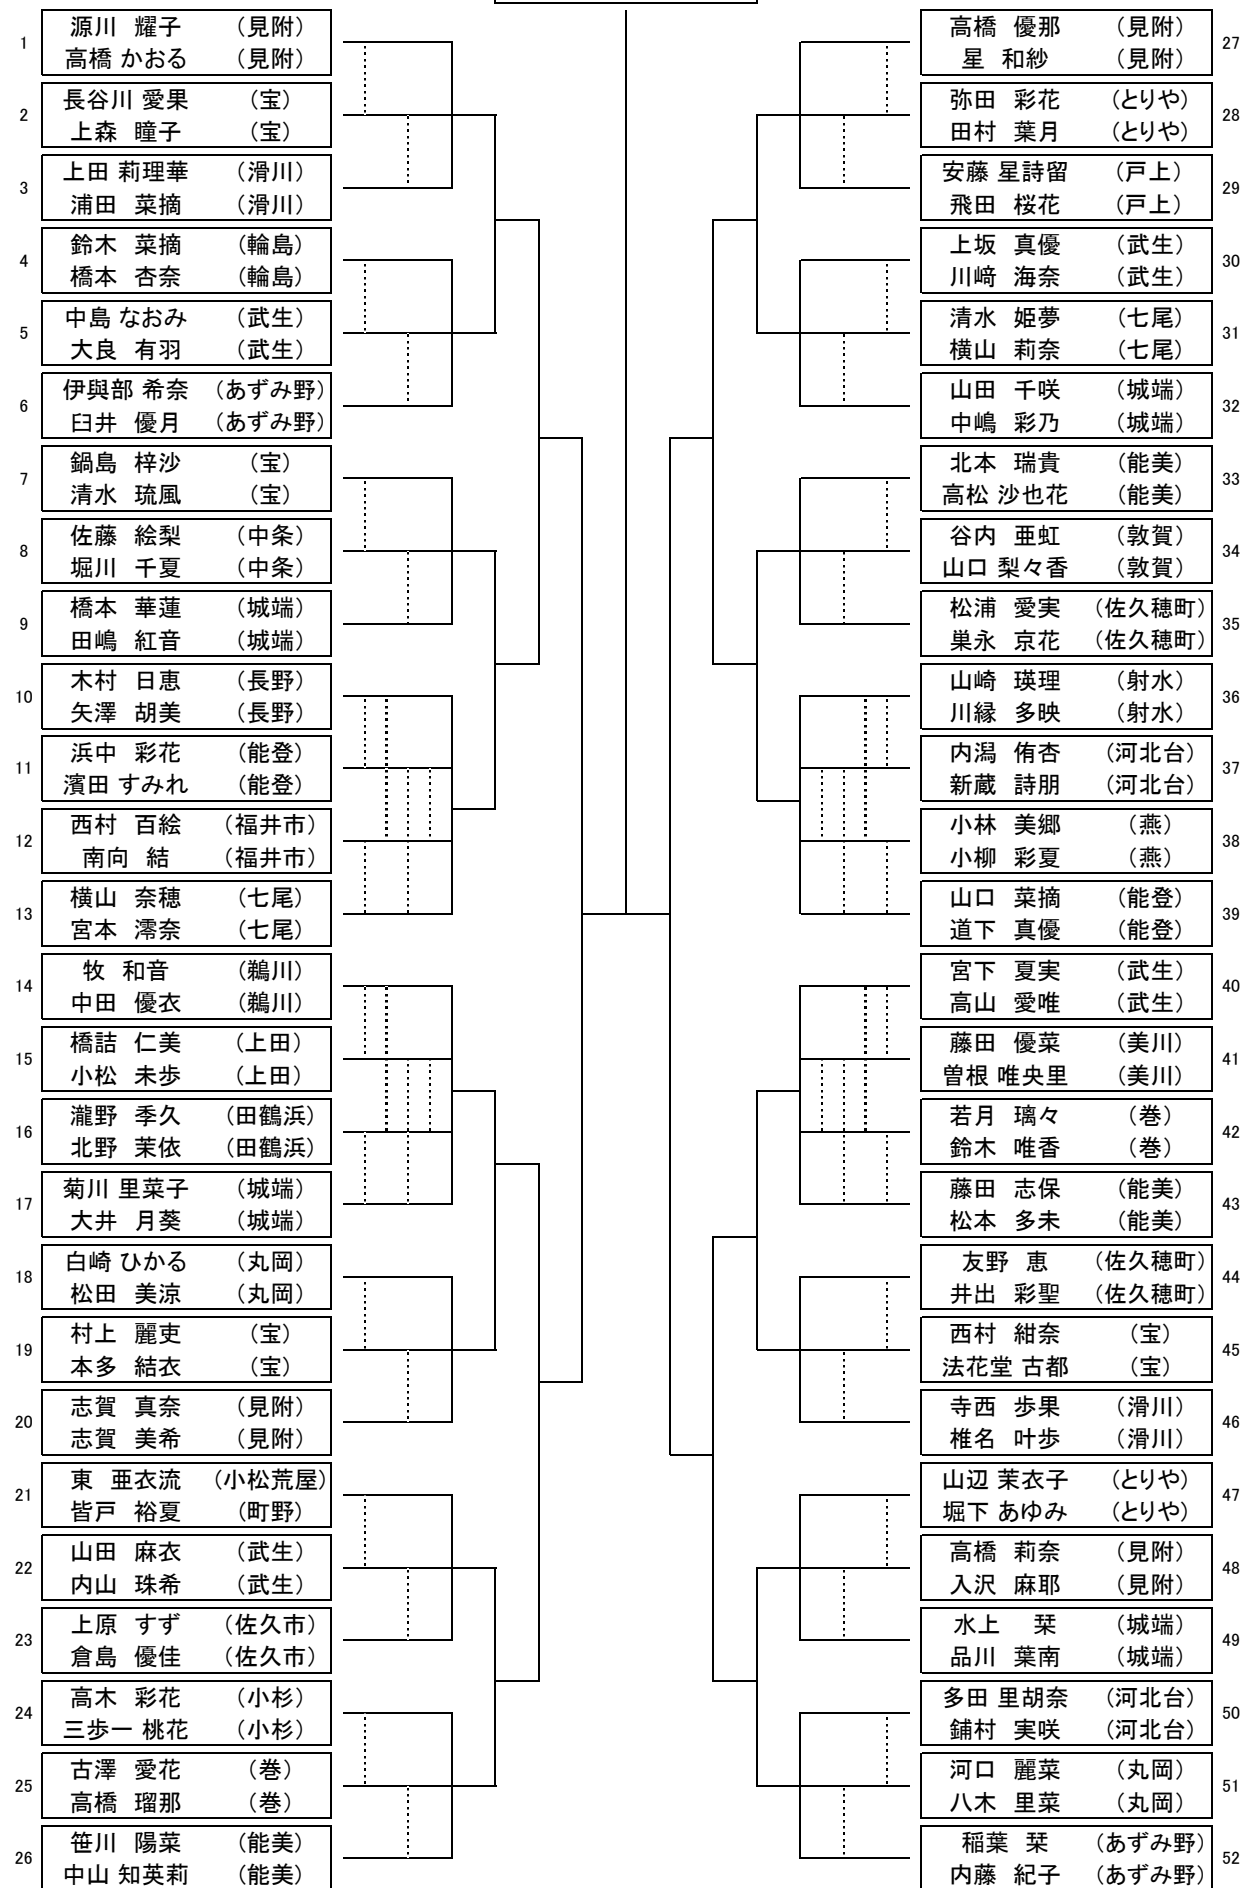 1 源川 耀子 (見附)
高橋 かおる (見附)
2 長谷川 愛果 (宝)
上森 瞳子 (宝)
3 上田 莉理華 (滑川)
浦田 菜摘 (滑川)
4 鈴木 菜摘 (輪島)
橋本 杏奈 (輪島)
5 中島 なおみ (武生)
大良 有羽 (武生)
6 伊與部 希奈 (あずみ野)
臼井 優月 (あずみ野)
7 鍋島 梓沙 (宝)
清水 琉風 (宝)
8 佐藤 絵梨 (中条)
堀川 千夏 (中条)
9 橋本 華蓮 (城端)
田嶋 紅音 (城端)
10 木村 日恵 (長野)
矢澤 胡美 (長野)
11 浜中 彩花 (能登)
濱田 すみれ (能登)
12 西村 百絵 (福井市)
南向 結 (福井市)
13 横山 奈穂 (七尾)
宮本 澪奈 (七尾)
14 牧 和音 (鵜川)
中田 優衣 (鵜川)
15 橋詰 仁美 (上田)
小松 未歩 (上田)
16 瀧野 季久 (田鶴浜)
北野 茉依 (田鶴浜)
17 菊川 里菜子 (城端)
大井 月葵 (城端)
18 白崎 ひかる (丸岡)
松田 美涼 (丸岡)
19 村上 麗吏 (宝)
本多 結衣 (宝)
20 志賀 真奈 (見附)
志賀 美希 (見附)
21 東 亜衣流 (小松荒屋)
皆戸 裕夏 (町野)
22 山田 麻衣 (武生)
内山 珠希 (武生)
23 上原 すず (佐久市)
倉島 優佳 (佐久市)
24 高木 彩花 (小杉)
三歩一 桃花 (小杉)
25 古澤 愛花 (巻)
高橋 瑠那 (巻)
26 笹川 陽菜 (能美)
中山 知英莉 (能美)
高橋 優那 (見附) 27
星 和紗 (見附)
弥田 彩花 (とりや) 28
田村 葉月 (とりや)
安藤 星詩留 (戸上) 29
飛田 桜花 (戸上)
上坂 真優 (武生) 30
川﨑 海奈 (武生)
清水 姫夢 (七尾) 31
横山 莉奈 (七尾)
山田 千咲 (城端) 32
中嶋 彩乃 (城端)
北本 瑞貴 (能美) 33
高松 沙也花 (能美)
谷内 亜虹 (敦賀) 34
山口 梨々香 (敦賀)
松浦 愛実 (佐久穂町) 35
巣永 京花 (佐久穂町)
山崎 瑛理 (射水) 36
川縁 多映 (射水)
内潟 侑杏 (河北台) 37
新蔵 詩朋 (河北台)
小林 美郷 (燕) 38
小柳 彩夏 (燕)
山口 菜摘 (能登) 39
道下 真優 (能登)
宮下 夏実 (武生) 40
高山 愛唯 (武生)
藤田 優菜 (美川) 41
曽根 唯央里 (美川)
若月 璃々 (巻) 42
鈴木 唯香 (巻)
藤田 志保 (能美) 43
松本 多未 (能美)
友野 恵 (佐久穂町) 44
井出 彩聖 (佐久穂町)
西村 紺奈 (宝) 45
法花堂 古都 (宝)
寺西 歩果 (滑川) 46
椎名 叶歩 (滑川)
山辺 茉衣子 (とりや) 47
堀下 あゆみ (とりや)
高橋 莉奈 (見附) 48
入沢 麻耶 (見附)
水上 栞 (城端) 49
品川 葉南 (城端)
多田 里胡奈 (河北台) 50
鋪村 実咲 (河北台)
河口 麗菜 (丸岡) 51
八木 里菜 (丸岡)
稲葉 栞 (あずみ野) 52
内藤 紀子 (あずみ野)